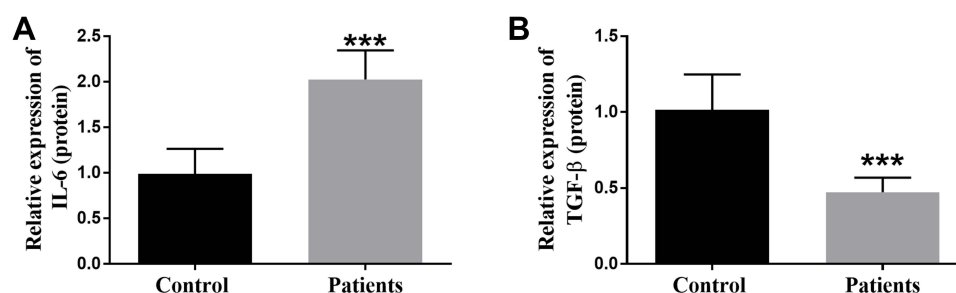 A
Relative expression of
IL-6 (protein)
2.5
2.0
1.5
1.0
0.5
0.0
***
Control
Patients
B
Relative expression of
TGF-β (protein)
1.5
1.0
0.5
0.0
***
Control
Patients